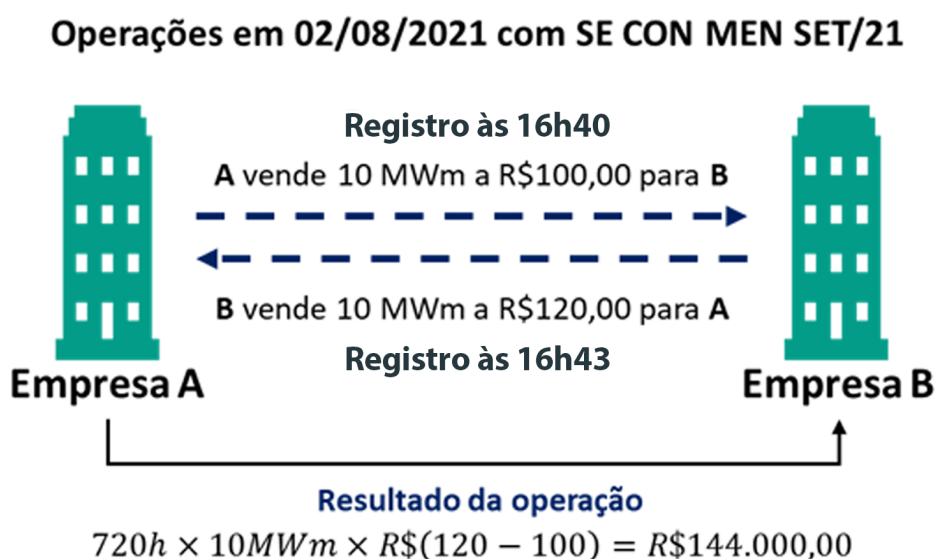 Operações em 02/08/2021 com SE CON MEN SET/21
Registro às 16h40
A vende 10 MWm a R$100,00 para B
B vende 10 MWm a R$120,00 para A
Registro às 16h43
Empresa A
Empresa B
Resultado da operação
720h × 10MWm × R$(120 − 100) = R$144.000,00